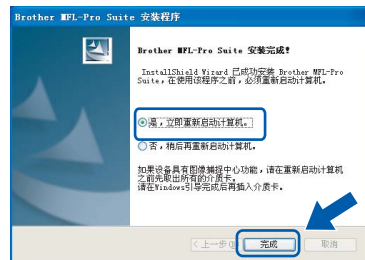 Brother MFL-Pro Suite 安装程序
Brother MFL-Pro Suite 安装完成!
InstallShield Wizard 已成功安装 Brother MFL-Pro
Suite，在使用该程序之前，必须重新启动计算机。
是，立即重新启动计算机。
否，稍后再重新启动计算机。
如果设备具有图像捕捉中心功能，请在重新启动计算机
之前先取出所有的介质卡。
请在Windows引导完成后再插入介质卡。
< 上一步(B)
完成
取消